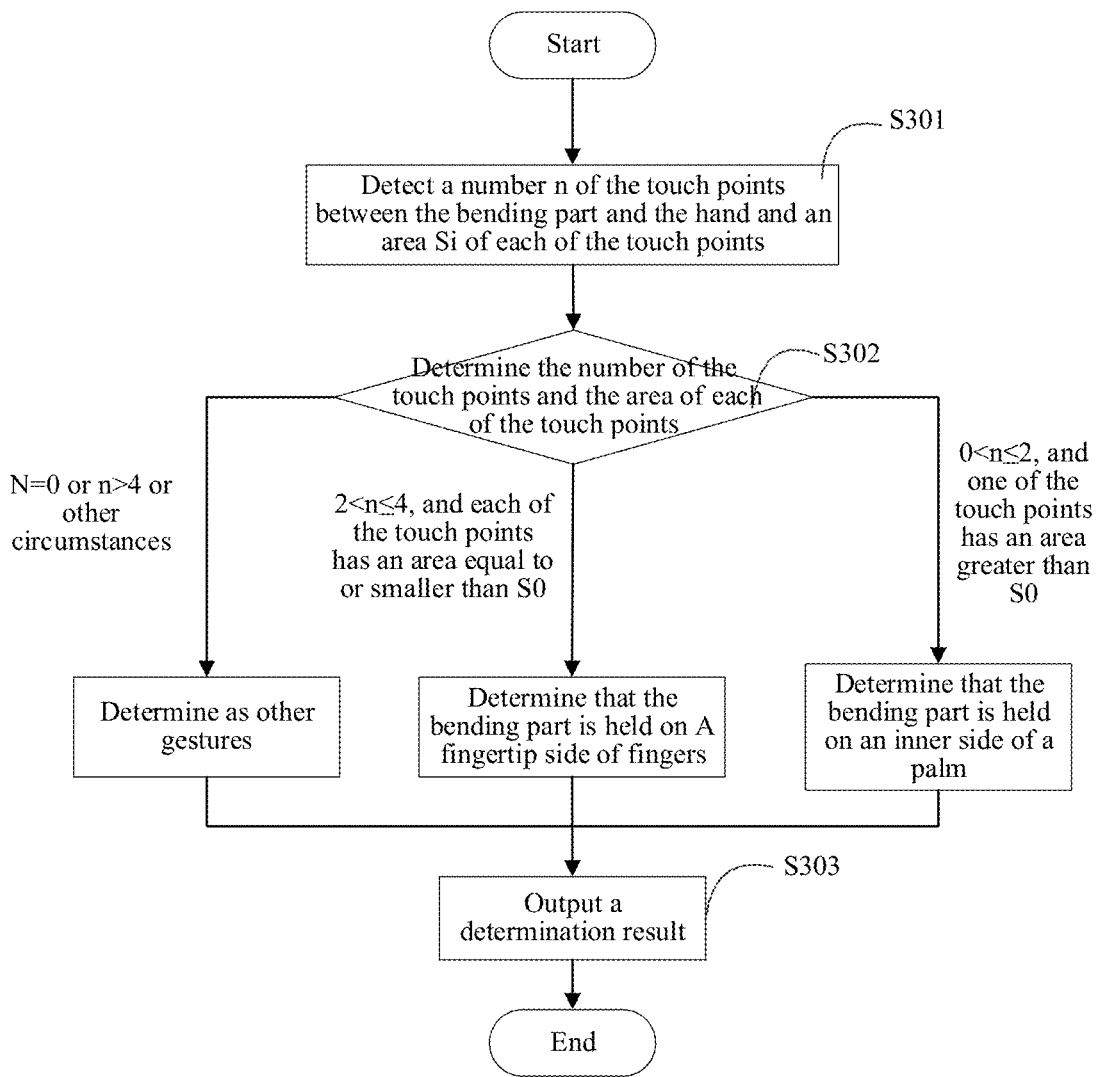 Start
S301
Detect a number n of the touch points
between the bending part and the hand and an
area Si of each of the touch points
S302
Determine the number of the
touch points and the area of each
of the touch points
N=0 or n>4 or
other
circumstances
2<n≤4, and each of
the touch points
has an area equal to
or smaller than S0
0<n≤2, and
one of the
touch points
has an area
greater than
S0
Determine as other
gestures
Determine that the
bending part is held on A
fingertip side of fingers
Determine that the
bending part is held
on an inner side of a
palm
S303
Output a
determination result
End